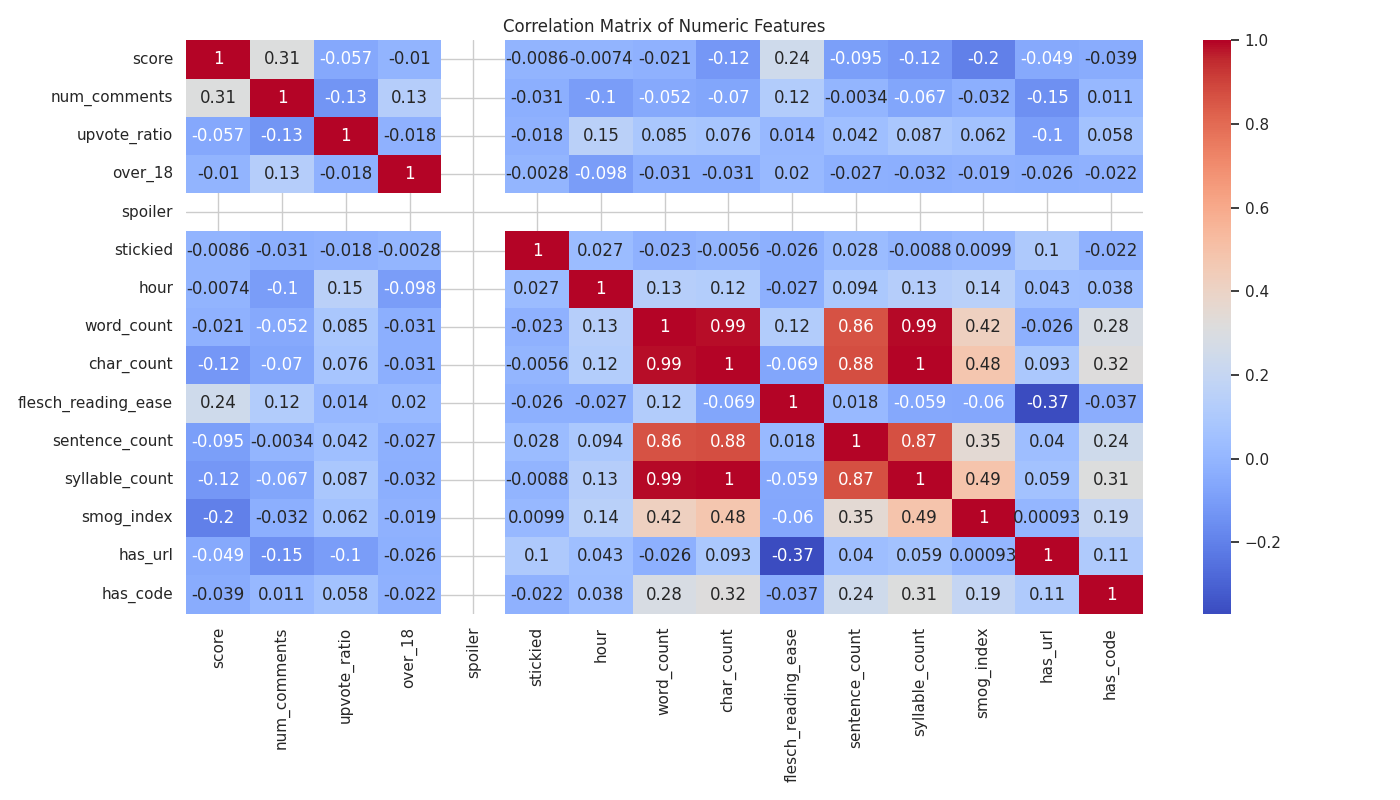 Correlation Matrix of Numeric Features
score 1 0.31 -0.057 -0.01 -0.0086 -0.0074 -0.021 -0.12 0.24 -0.095 -0.12 -0.2 -0.049 -0.039
num_comments 0.31 1 -0.13 0.13 -0.031 -0.1 -0.052 -0.07 0.12 -0.0034 -0.067 -0.032 -0.15 0.011
upvote_ratio -0.057 -0.13 1 -0.018 -0.018 0.15 0.085 0.076 0.014 0.042 0.087 0.062 -0.1 0.058
over_18 -0.01 0.13 -0.018 1 -0.0028 -0.098 -0.031 -0.031 0.02 -0.027 -0.032 -0.019 -0.026 -0.022
spoiler
stickied -0.0086 -0.031 -0.018 -0.0028 1 0.027 -0.023 -0.0056 -0.026 0.028 -0.0088 0.0099 0.1 -0.022
hour -0.0074 -0.1 0.15 -0.098 0.027 1 0.13 0.12 -0.027 0.094 0.13 0.14 0.043 0.038
word_count -0.021 -0.052 0.085 -0.031 -0.023 0.13 1 0.99 0.12 0.86 0.99 0.42 -0.026 0.28
char_count -0.12 -0.07 0.076 -0.031 -0.0056 0.12 0.99 1 -0.069 0.88 1 0.48 0.093 0.32
flesch_reading_ease 0.24 0.12 0.014 0.02 -0.026 -0.027 0.12 -0.069 1 0.018 -0.059 -0.06 -0.37 -0.037
sentence_count -0.095 -0.0034 0.042 -0.027 0.028 0.094 0.86 0.88 0.018 1 0.87 0.35 0.04 0.24
syllable_count -0.12 -0.067 0.087 -0.032 -0.0088 0.13 0.99 1 -0.059 0.87 1 0.49 0.059 0.31
smog_index -0.2 -0.032 0.062 -0.019 0.0099 0.14 0.42 0.48 -0.06 0.35 0.49 1 0.00093 0.19
has_url -0.049 -0.15 -0.1 -0.026 0.1 0.043 -0.026 0.093 -0.37 0.04 0.059 0.00093 1 0.11
has_code -0.039 0.011 0.058 -0.022 -0.022 0.038 0.28 0.32 -0.037 0.24 0.31 0.19 0.11 1
score num_comments upvote_ratio over_18 spoiler stickied hour word_count char_count flesch_reading_ease sentence_count syllable_count smog_index has_url has_code
1.0
0.8
0.6
0.4
0.2
0.0
−0.2